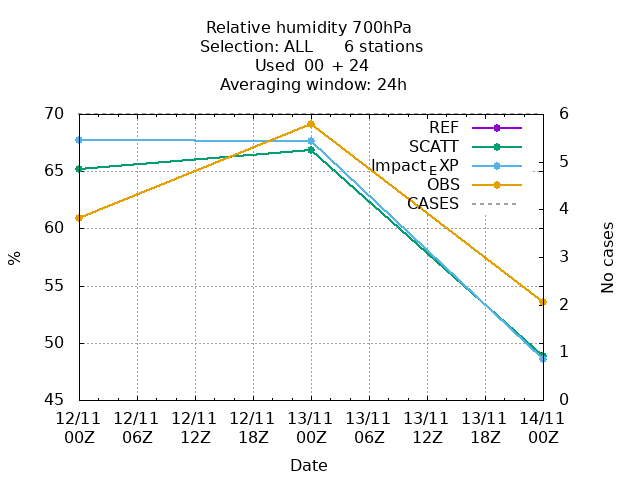 Relative humidity 700hPa
Selection: ALL 6 stations
Used 00 + 24
Averaging window: 24h
70
65
60
55
50
45
%
6
5
4
3
2
1
0
No cases
REF
SCATT
Impact_EXP
OBS
CASES
12/11 12/11 12/11 12/11 13/11 13/11 13/11 13/11 14/11
00Z 06Z 12Z 18Z 00Z 06Z 12Z 18Z 00Z
Date